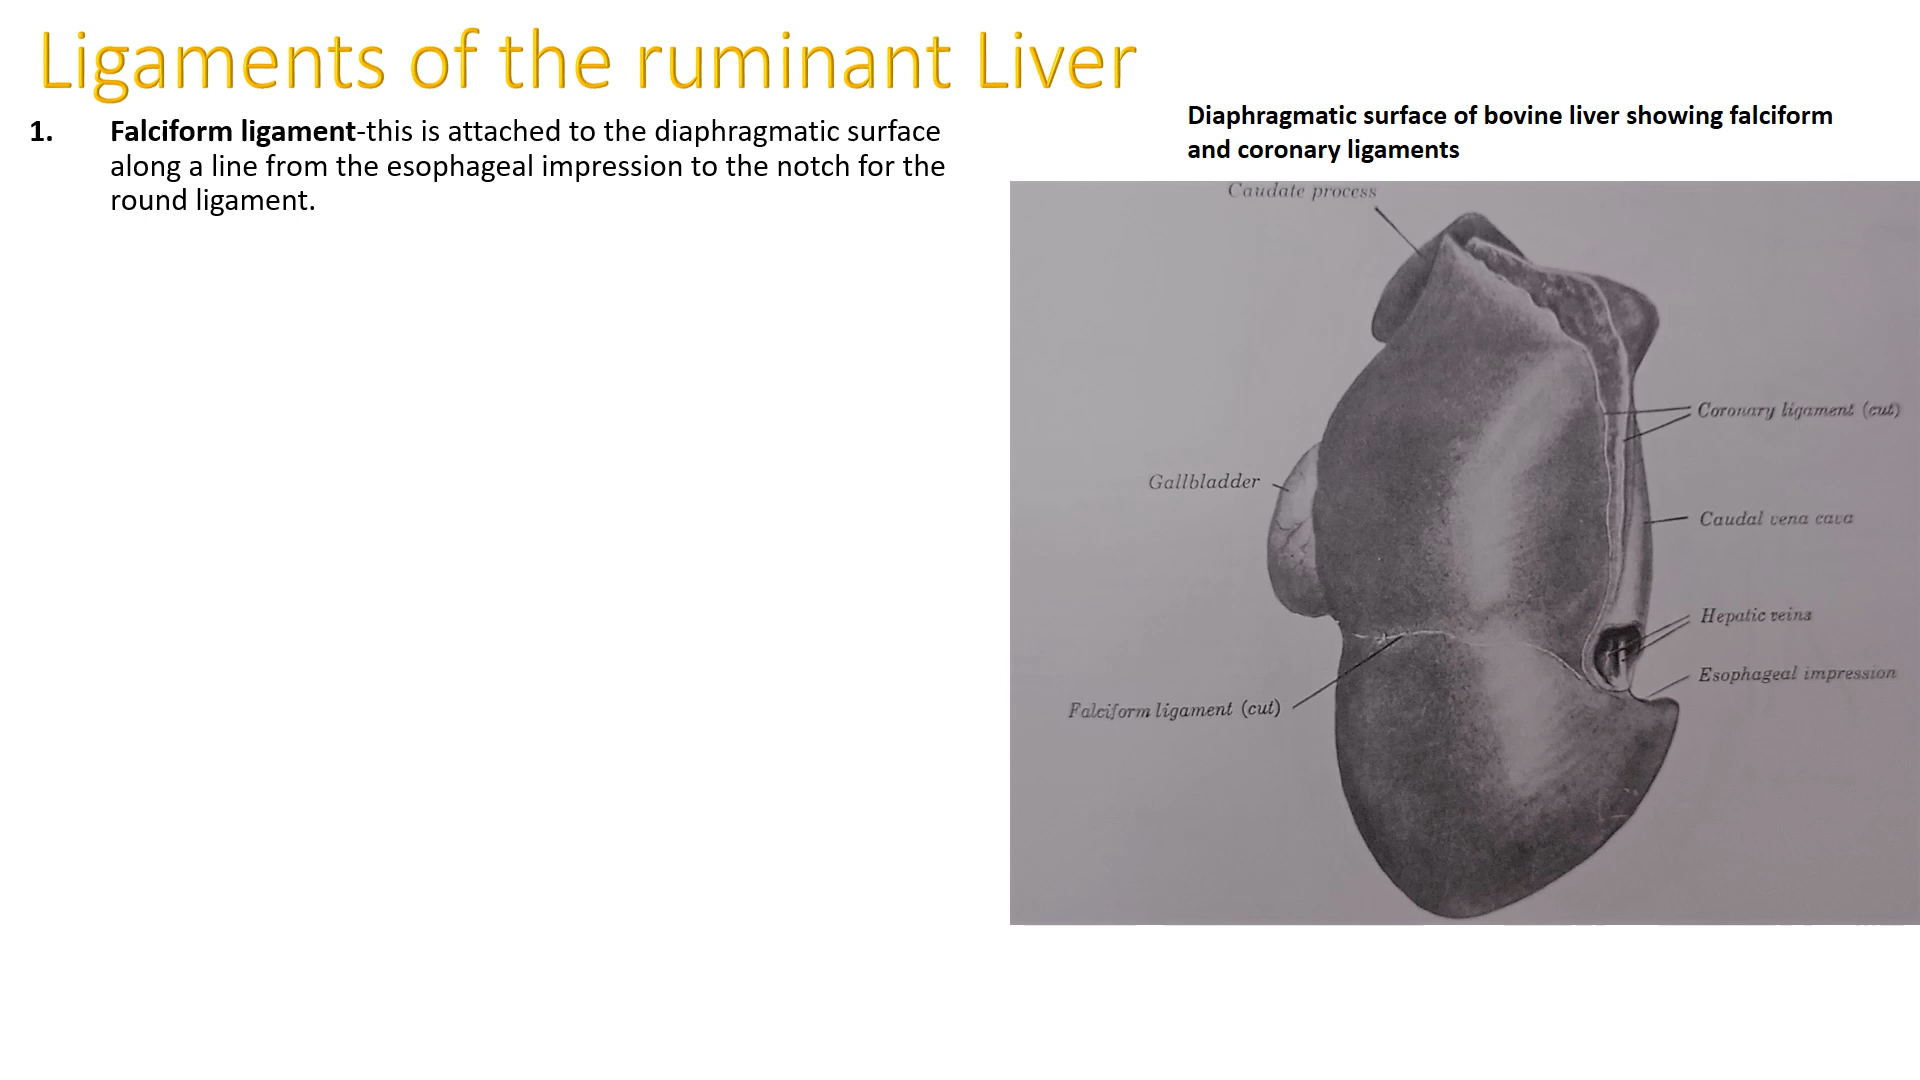 Ligaments of the ruminant Liver
1. Falciform ligament-this is attached to the diaphragmatic surface
along a line from the esophageal impression to the notch for the
round ligament.
Diaphragmatic surface of bovine liver showing falciform
and coronary ligaments
Caudate process
Coronary ligament (cut)
Gallbladder
Caudal vena cava
Hepatic veins
Esophageal impression
Falciform ligament (cut)